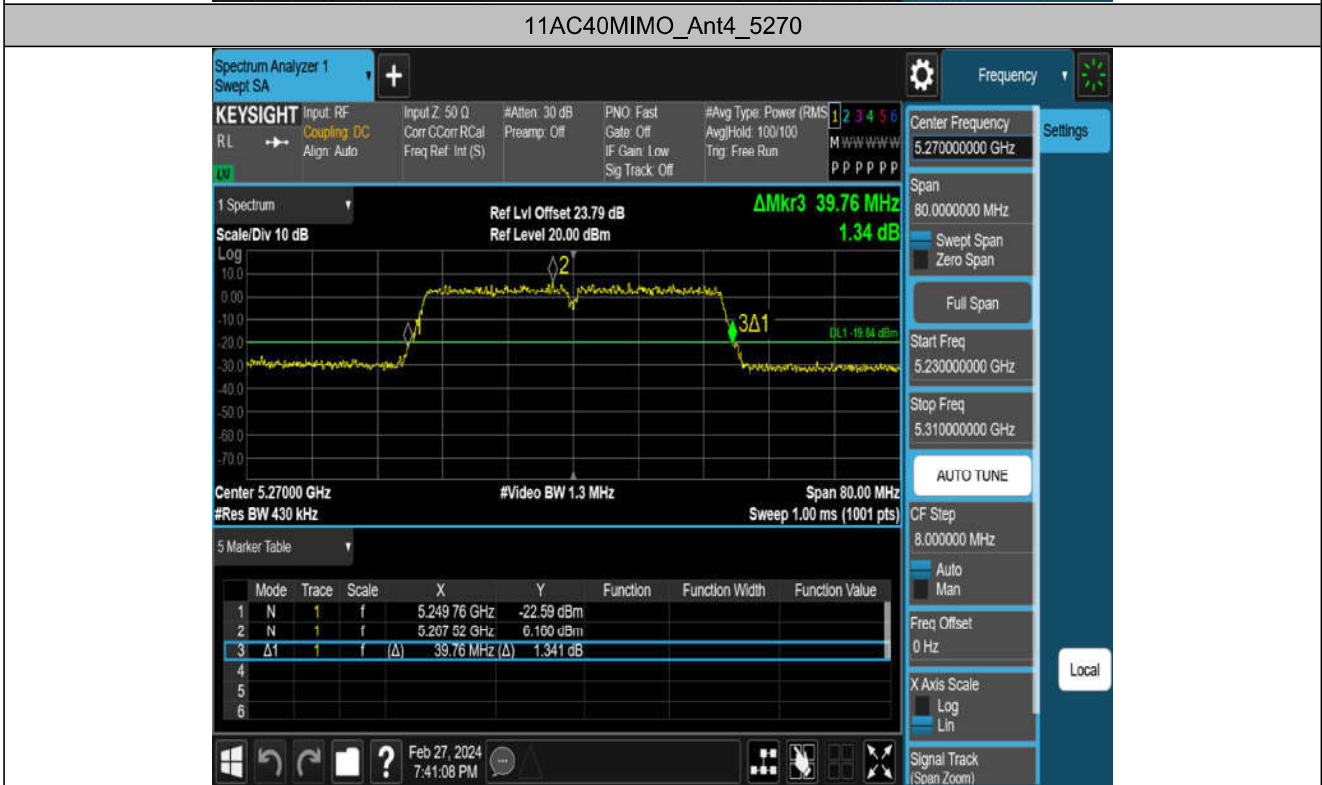 11AC40MIMO_Ant4_5270
Spectrum Analyzer 1
Swept SA
+
Frequency
KEYSIGHT
RL
LXI
Input: RF
Coupling: DC
Align: Auto
Input Z: 50 Ω
Corr CCorr RCal
Freq Ref: Int (S)
#Atten: 30 dB
Preamp: Off
PNO: Fast
Gate: Off
IF Gain: Low
Sig Track: Off
#Avg Type: Power (RMS
Avg|Hold: 100/100
Trig: Free Run
1 2 3 4 5 6
M W W W W W
P P P P P P
1 Spectrum
Scale/Div 10 dB
Ref Lvl Offset 23.79 dB
Ref Level 20.00 dBm
ΔMkr3 39.76 MHz
1.34 dB
Log
10.0
0.00
-10.0
-20.0
-30.0
-40.0
-50.0
-60.0
-70.0
1
2
3Δ1
DL1 -19.84 dBm
Center 5.27000 GHz
#Res BW 430 kHz
#Video BW 1.3 MHz
Span 80.00 MHz
Sweep 1.00 ms (1001 pts)
5 Marker Table
Mode Trace Scale X Y Function Function Width Function Value
1 N 1 f 5.249 76 GHz -22.59 dBm
2 N 1 f 5.267 52 GHz 6.160 dBm
3 Δ1 1 f (Δ) 39.76 MHz (Δ) 1.341 dB
4
5
6
Feb 27, 2024
7:41:08 PM
?
Center Frequency
5.270000000 GHz
Settings
Span
80.0000000 MHz
Swept Span
Zero Span
Full Span
Start Freq
5.230000000 GHz
Stop Freq
5.310000000 GHz
AUTO TUNE
CF Step
8.000000 MHz
Auto
Man
Freq Offset
0 Hz
X Axis Scale
Log
Lin
Local
Signal Track
(Span Zoom)